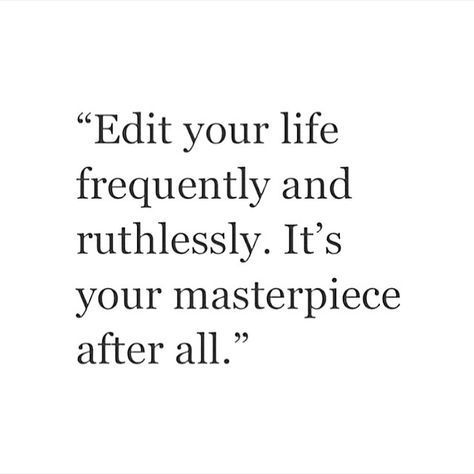 “Edit your life
frequently and
ruthlessly. It’s
your masterpiece
after all.”